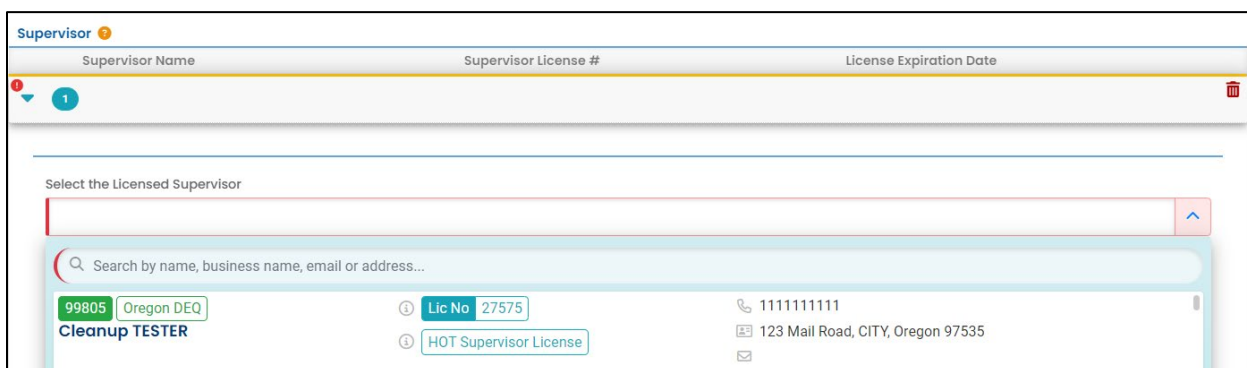 Supervisor ?
Supervisor Name Supervisor License # License Expiration Date
! 1
Select the Licensed Supervisor
Search by name, business name, email or address...
99805 Oregon DEQ Lic No 27575 1111111111
Cleanup TESTER HOT Supervisor License 123 Mail Road, CITY, Oregon 97535